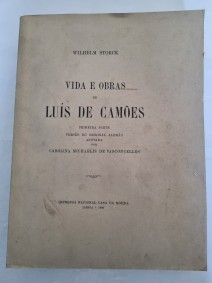 WILHELM STORCK
VIDA E OBRAS
DE
LUÍS DE CAMÕES
PRIMEIRA PARTE
VERSÃO DO ORIGINAL ALEMÃO
ANOTADA
POR
CAROLINA MICHAËLIS DE VASCONCELLOS
IMPRENSA NACIONAL-CASA DA MOEDA
LISBOA